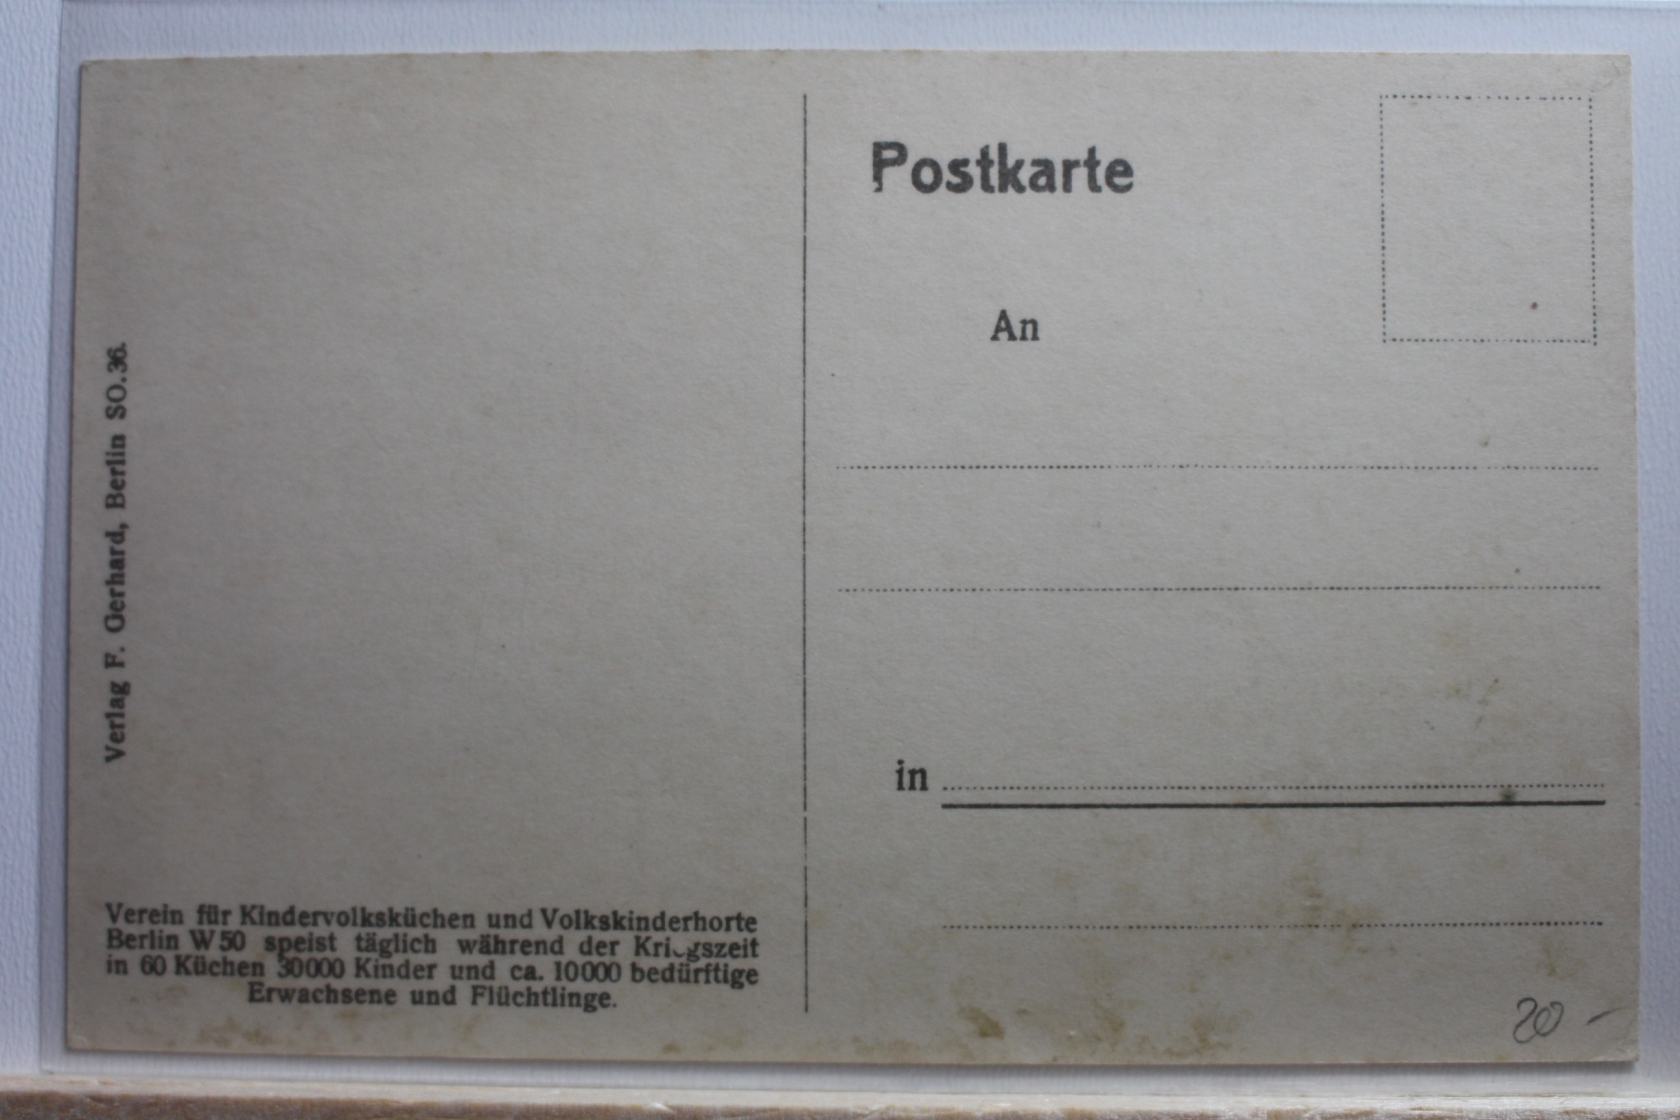 Postkarte
An
in
Verlag F. Gerhard, Berlin SO.36.
Verein für Kindervolksküchen und Volkskinderhorte
Berlin W 50 speist täglich während der Kriegszeit
in 60 Küchen 30000 Kinder und ca. 10000 bedürftige
Erwachsene und Flüchtlinge.
20 -